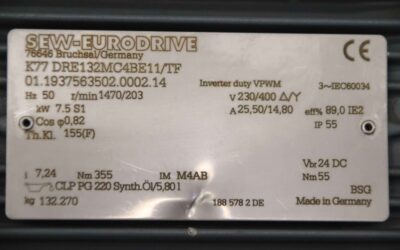 SEW-EURODRIVE
76646 Bruchsal/Germany
CE
K77 DRE132MC4BE11/TF
01.1937563502.0002.14
Inverter duty VPWM
3~IEC60034
Hz 50 r/min 1470/203
V 230/400 Δ/Y
kW 7.5 S1
A 25,50/14,80
eff% 89,0 IE2
Cos φ 0,82
IP 55
Th.Kl. 155(F)
Vbr 24 DC
i 7,24 Nm 355 IM M4AB
Nm 55
CLP PG 220 Synth.Öl/5,80 l
BSG
kg 132.270
188 578 2 DE
Made in Germany